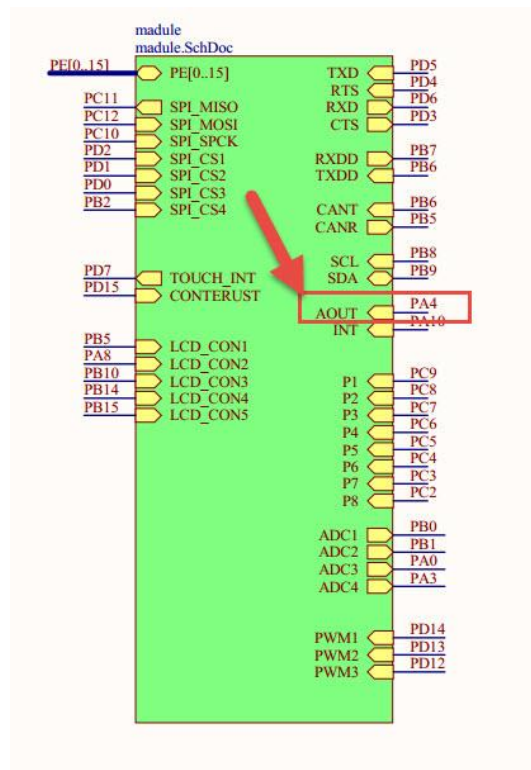 madule
module.SchDoc
PE[0..15] PE[0..15] TXD PD5
RTS PD4
PC11 SPI_MISO RXD PD6
PC12 SPI_MOSI CTS PD3
PC10 SPI_SPCK
PD2 SPI_CS1 RXDD PB7
PD1 SPI_CS2 TXDD PB6
PD0 SPI_CS3
PB2 SPI_CS4 CANT PB6
CANR PB5
SCL PB8
PD7 TOUCH_INT SDA PB9
PD15 CONTERUST
AOUT PA4
INT PA10
PB5 LCD_CON1
PA8 LCD_CON2
PB10 LCD_CON3 P1 PC9
PB14 LCD_CON4 P2 PC8
PB15 LCD_CON5 P3 PC7
P4 PC6
P5 PC5
P6 PC4
P7 PC3
P8 PC2
ADC1 PB0
ADC2 PB1
ADC3 PA0
ADC4 PA3
PWM1 PD14
PWM2 PD13
PWM3 PD12